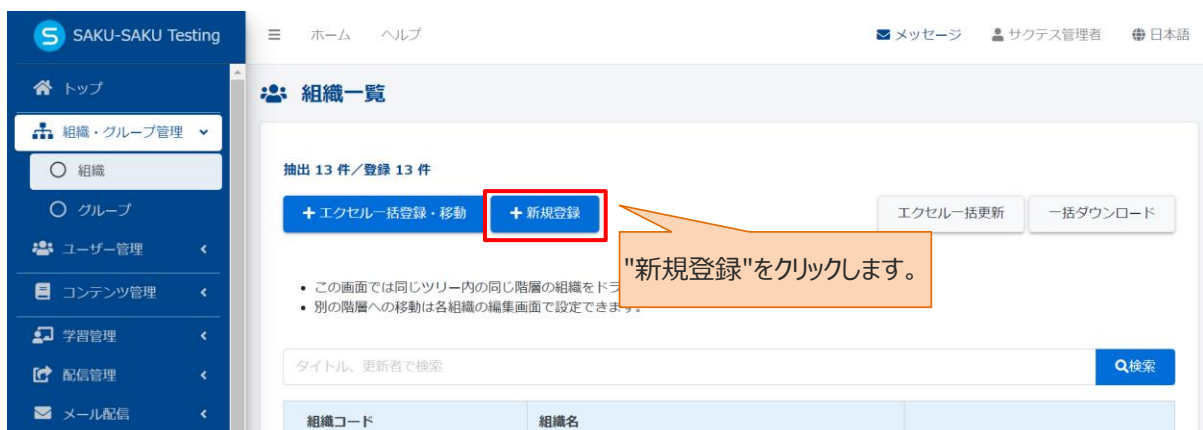 SAKU-SAKU Testing
ホーム ヘルプ
メッセージ サクテス管理者 日本語
トップ
組織一覧
組織・グループ管理
組織
抽出 13 件／登録 13 件
グループ
+エクセル一括登録・移動 +新規登録 エクセル一括更新 一括ダウンロード
ユーザー管理
"新規登録"をクリックします。
コンテンツ管理
• この画面では同じツリー内の同じ階層の組織をドラ
• 別の階層への移動は各組織の編集画面で設定できます。
学習管理
タイトル、更新者で検索 検索
配信管理
メール配信
組織コード 組織名